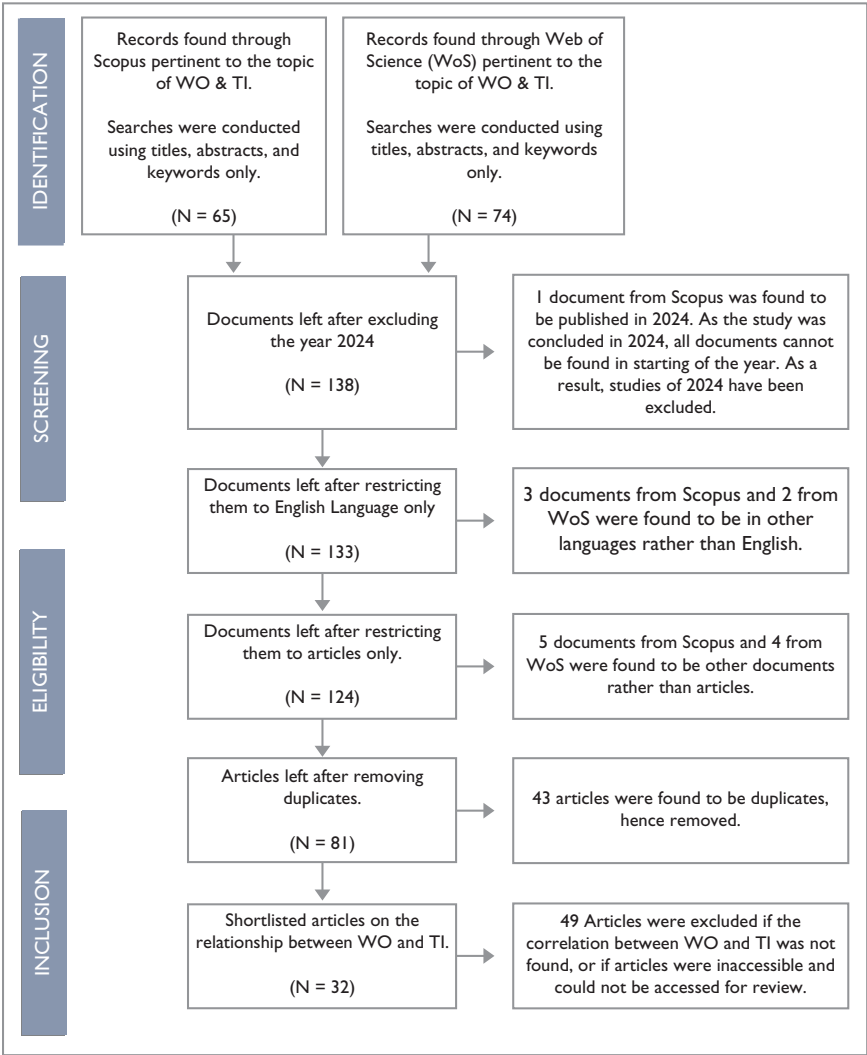 IDENTIFICATION
Records found through
Scopus pertinent to the topic
of WO & TI.
Searches were conducted
using titles, abstracts, and
keywords only.
(N = 65)
Records found through Web of
Science (WoS) pertinent to the
topic of WO & TI.
Searches were conducted using
titles, abstracts, and keywords
only.
(N = 74)
SCREENING
Documents left after excluding
the year 2024
(N = 138)
1 document from Scopus was found to
be published in 2024. As the study was
concluded in 2024, all documents cannot
be found in starting of the year. As a
result, studies of 2024 have been
excluded.
Documents left after restricting
them to English Language only
(N = 133)
3 documents from Scopus and 2 from
WoS were found to be in other
languages rather than English.
ELIGIBILITY
Documents left after restricting
them to articles only.
(N = 124)
5 documents from Scopus and 4 from
WoS were found to be other documents
rather than articles.
Articles left after removing
duplicates.
(N = 81)
43 articles were found to be duplicates,
hence removed.
INCLUSION
Shortlisted articles on the
relationship between WO and TI.
(N = 32)
49 Articles were excluded if the
correlation between WO and TI was not
found, or if articles were inaccessible and
could not be accessed for review.